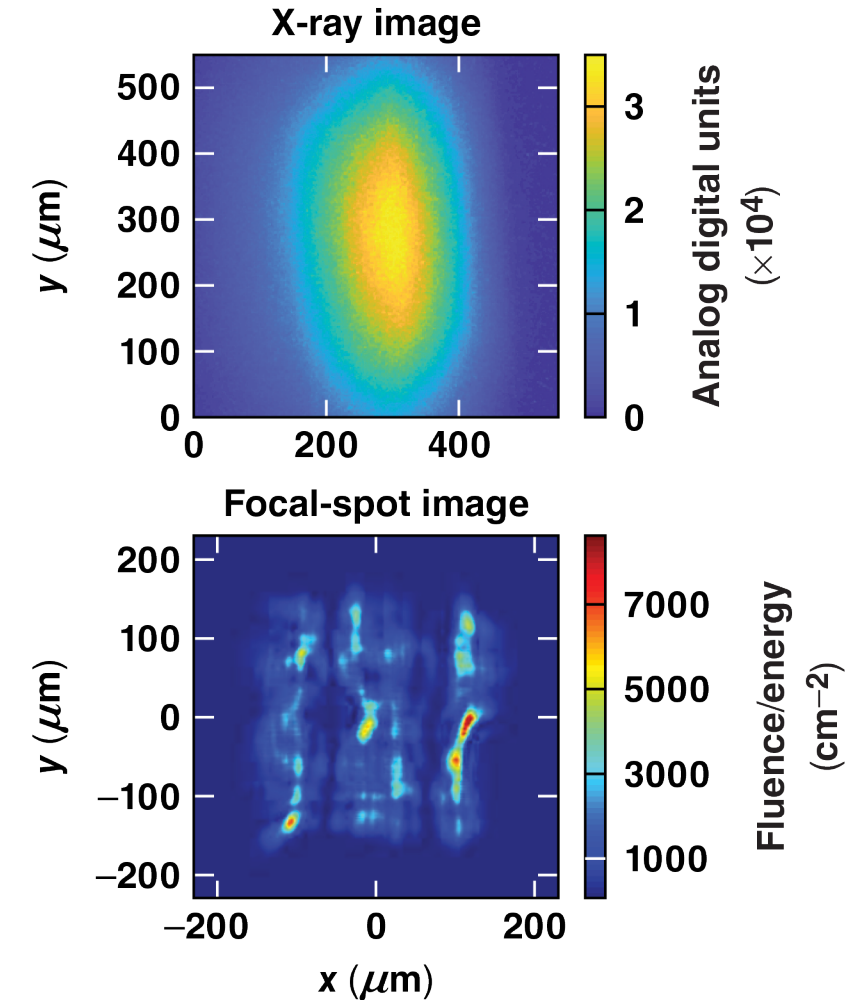 X-ray image
500
400
300
200
100
0
y (μm)
0 200 400
3
2
1
0
Analog digital units
(×10⁴)
Focal-spot image
200
100
0
−100
−200
y (μm)
−200 0 200
x (μm)
7000
5000
3000
1000
Fluence/energy
(cm⁻²)